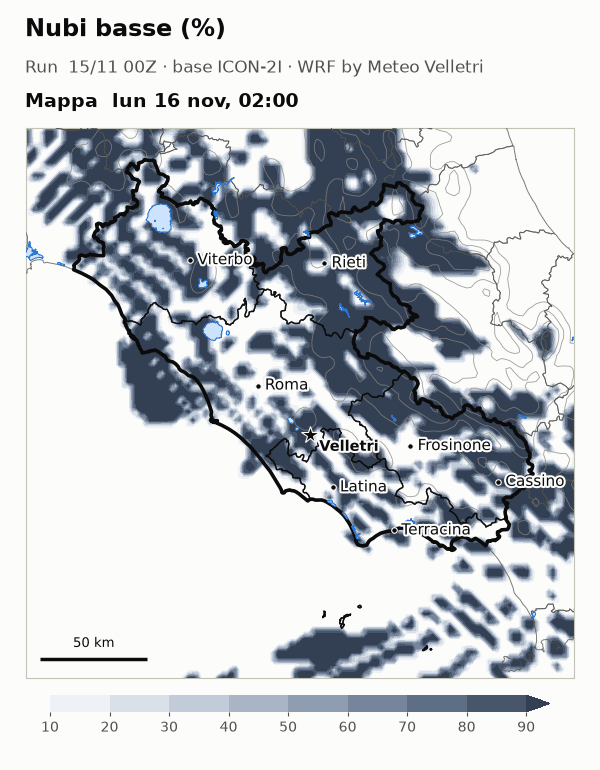 Nubi basse (%)
Run  15/11 00Z · base ICON-2I · WRF by Meteo Velletri
Mappa  lun 16 nov, 02:00
Viterbo
Rieti
Roma
Velletri
Frosinone
Latina
Cassino
Terracina
50 km
10 20 30 40 50 60 70 80 90